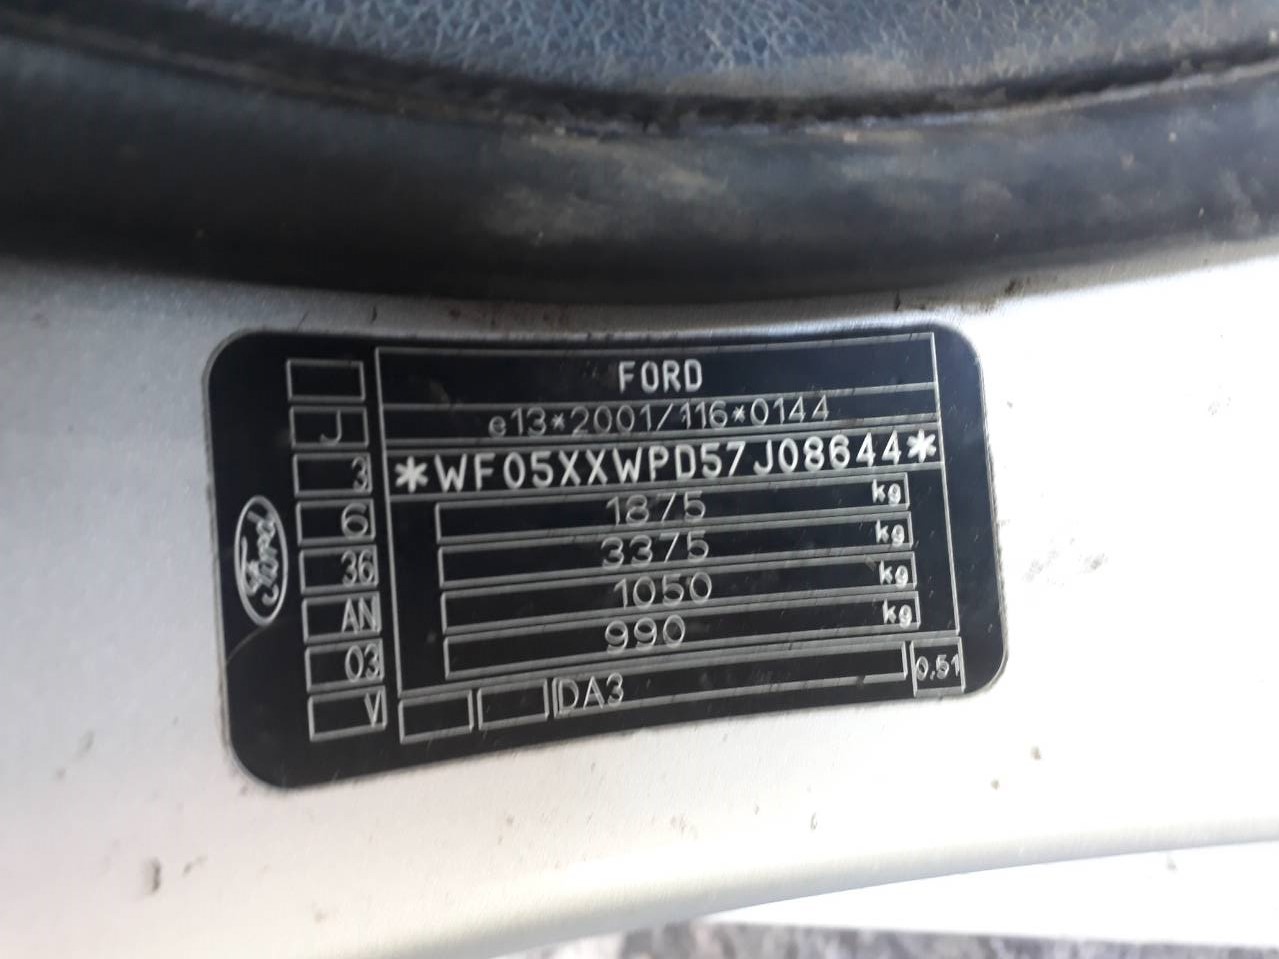 FORD
e13*2001/116*0144
*WF05XXWPD57J08644*
1875 kg
3375 kg
1050 kg
990 kg
DA3 0,51
J
3
6
36
AN
03
V
Ford